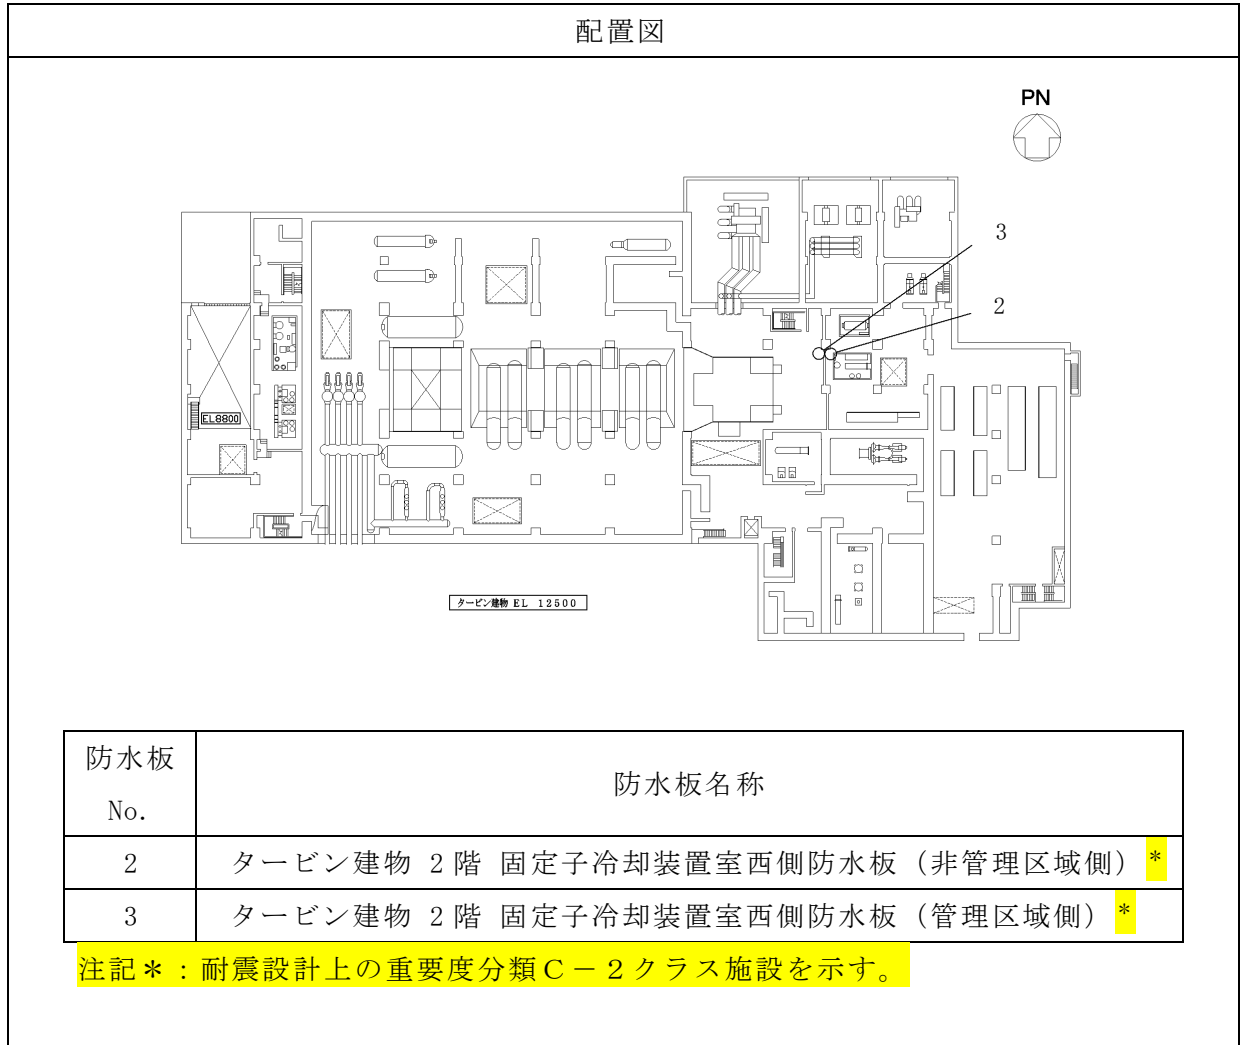 配置図
PN
3
2
EL8800
タービン建物 EL 12500
防水板
No.
防水板名称
2
タービン建物 2階 固定子冷却装置室西側防水板（非管理区域側）*
3
タービン建物 2階 固定子冷却装置室西側防水板（管理区域側）*
注記＊：耐震設計上の重要度分類Ｃ－２クラス施設を示す。